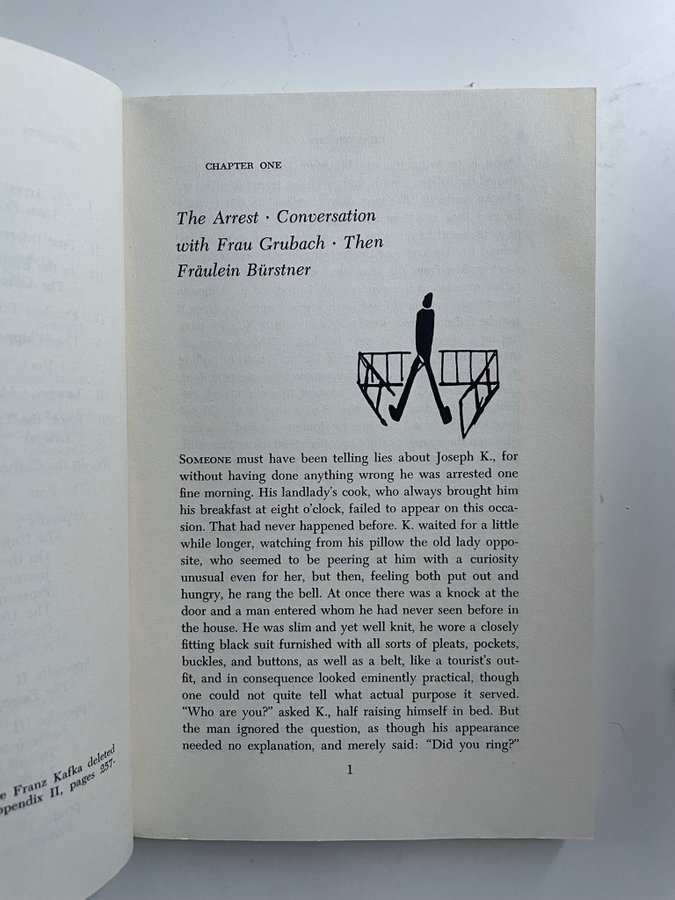 e Franz Kafka deleted
ppendix II, pages 257-
CHAPTER ONE
The Arrest · Conversation
with Frau Grubach · Then
Fräulein Bürstner
SOMEONE must have been telling lies about Joseph K., for
without having done anything wrong he was arrested one
fine morning. His landlady's cook, who always brought him
his breakfast at eight o'clock, failed to appear on this occa-
sion. That had never happened before. K. waited for a little
while longer, watching from his pillow the old lady oppo-
site, who seemed to be peering at him with a curiosity
unusual even for her, but then, feeling both put out and
hungry, he rang the bell. At once there was a knock at the
door and a man entered whom he had never seen before in
the house. He was slim and yet well knit, he wore a closely
fitting black suit furnished with all sorts of pleats, pockets,
buckles, and buttons, as well as a belt, like a tourist's out-
fit, and in consequence looked eminently practical, though
one could not quite tell what actual purpose it served.
"Who are you?" asked K., half raising himself in bed. But
the man ignored the question, as though his appearance
needed no explanation, and merely said: "Did you ring?"
1